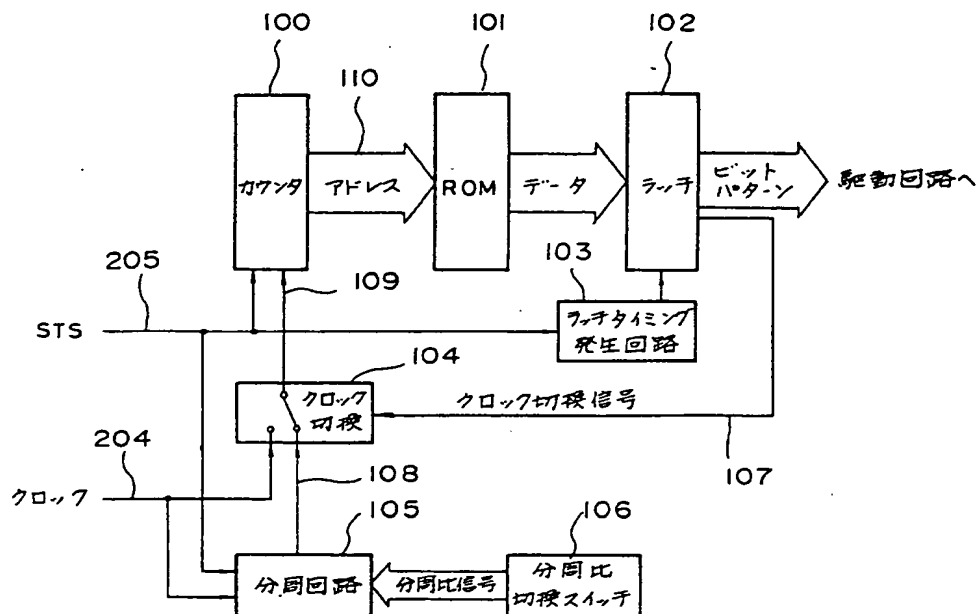 100
101
102
110
カウンタ
アドレス
ROM
データ
ラッチ
ビット
パターン
駆動回路へ
103
205
109
STS
ラッチタイミング
発生回路
104
クロック
切換
クロック切換信号
107
204
クロック
108
105
106
分周回路
分周比信号
分周比
切換スイッチ